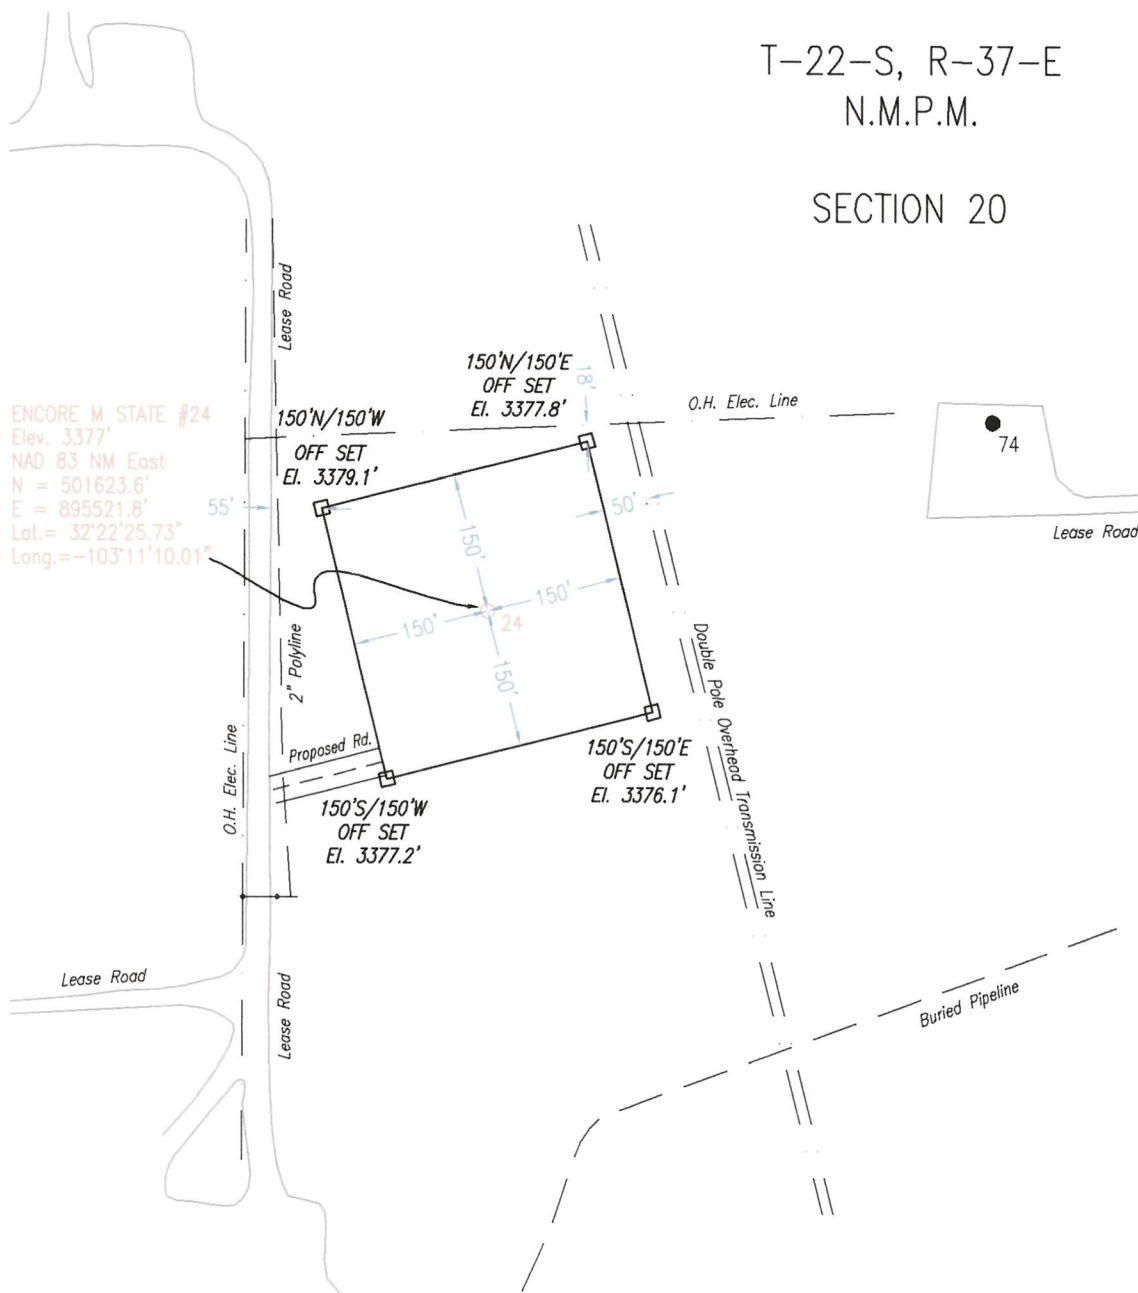 T-22-S, R-37-E
N.M.P.M.
SECTION 20
Lease Road
150'N/150'E
OFF SET
El. 3377.8'
18'
O.H. Elec. Line
74
Lease Road
ENCORE M STATE #24
Elev. 3377'
NAD 83 NM East
N = 501623.6'
E = 895521.8'
Lat.= 32°22'25.73"
Long.=-103°11'10.01"
150'N/150'W
OFF SET
El. 3379.1'
55'
50'
150'
150'
150'
150'
24
2" Polyline
Double Pole Overhead Transmission Line
Proposed Rd.
O.H. Elec. Line
150'S/150'E
OFF SET
El. 3376.1'
150'S/150'W
OFF SET
El. 3377.2'
Lease Road
Lease Road
Buried Pipeline